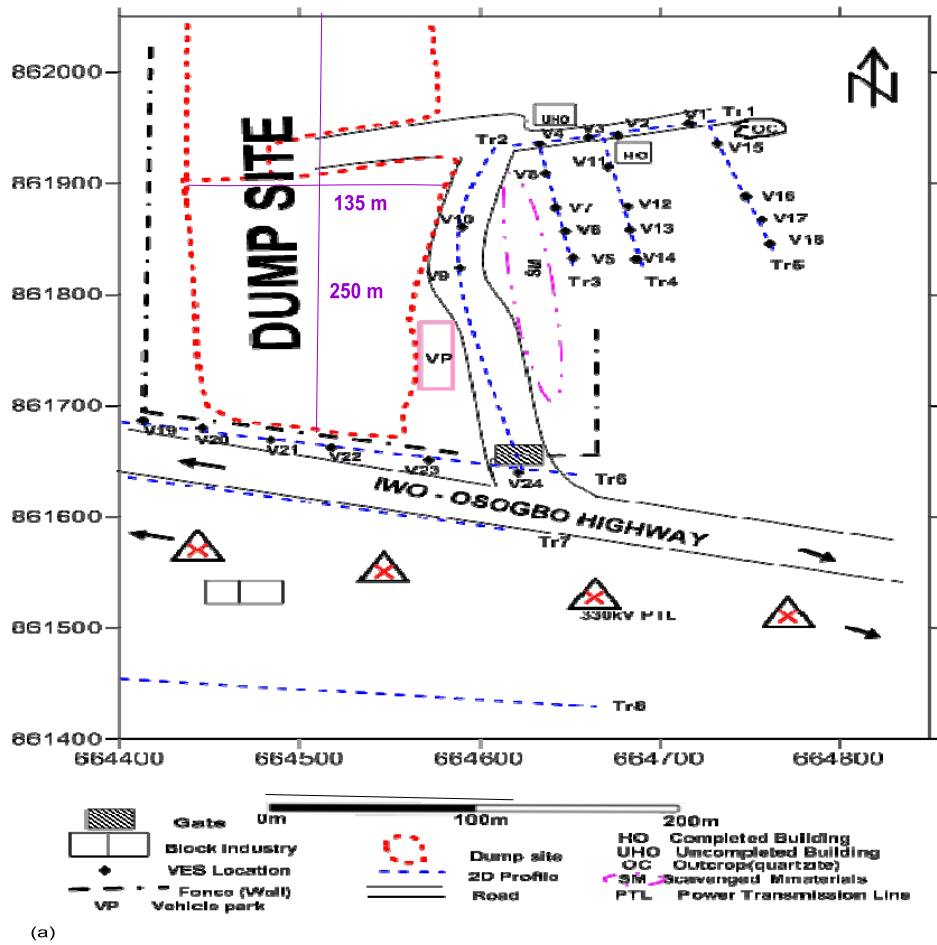 862000
861900
861800
861700
861600
861500
861400
664400
664500
664600
664700
664800
DUMP SITE
135 m
250 m
UHO
HO
OC
SM
VP
Tr1
Tr2
Tr3
Tr4
Tr5
Tr6
Tr7
Tr8
V1
V2
V3
V4
V5
V6
V7
V8
V9
V10
V11
V12
V13
V14
V15
V16
V17
V18
V19
V20
V21
V22
V23
V24
N
IWO - OSOGBO HIGHWAY
330kV PTL
Gate
Block Industry
VES Location
Fence (Wall)
VP Vehicle park
0m 100m 200m
Dump site
2D Profile
Road
HO Completed Building
UHO Uncompleted Building
OC Outcrop(quartzite)
SM Scavenged Mmaterials
PTL Power Transmission Line
(a)